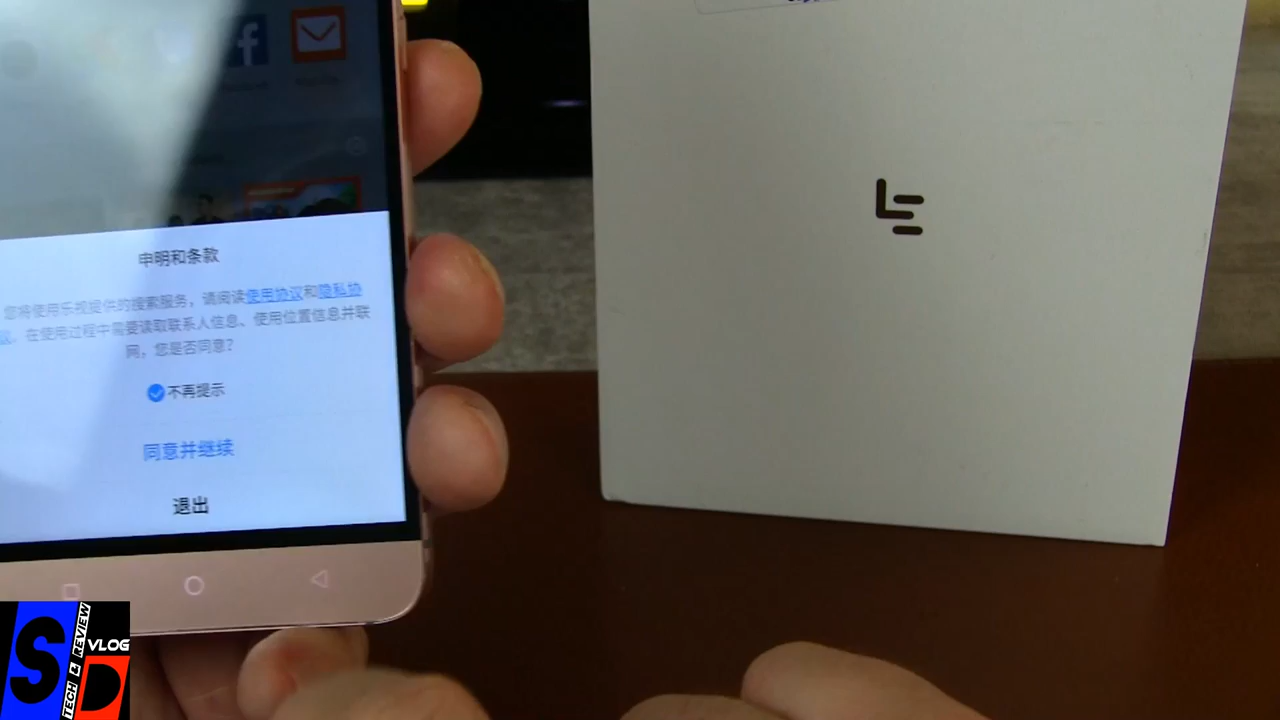 f
申明和条款
您将使用乐视提供的搜索服务，请阅读使用协议和隐私协
议。在使用过程中需要读取联系人信息、使用位置信息并联
网，您是否同意？
不再提示
同意并继续
退出
LE
SD
TECH & REVIEW
VLOG